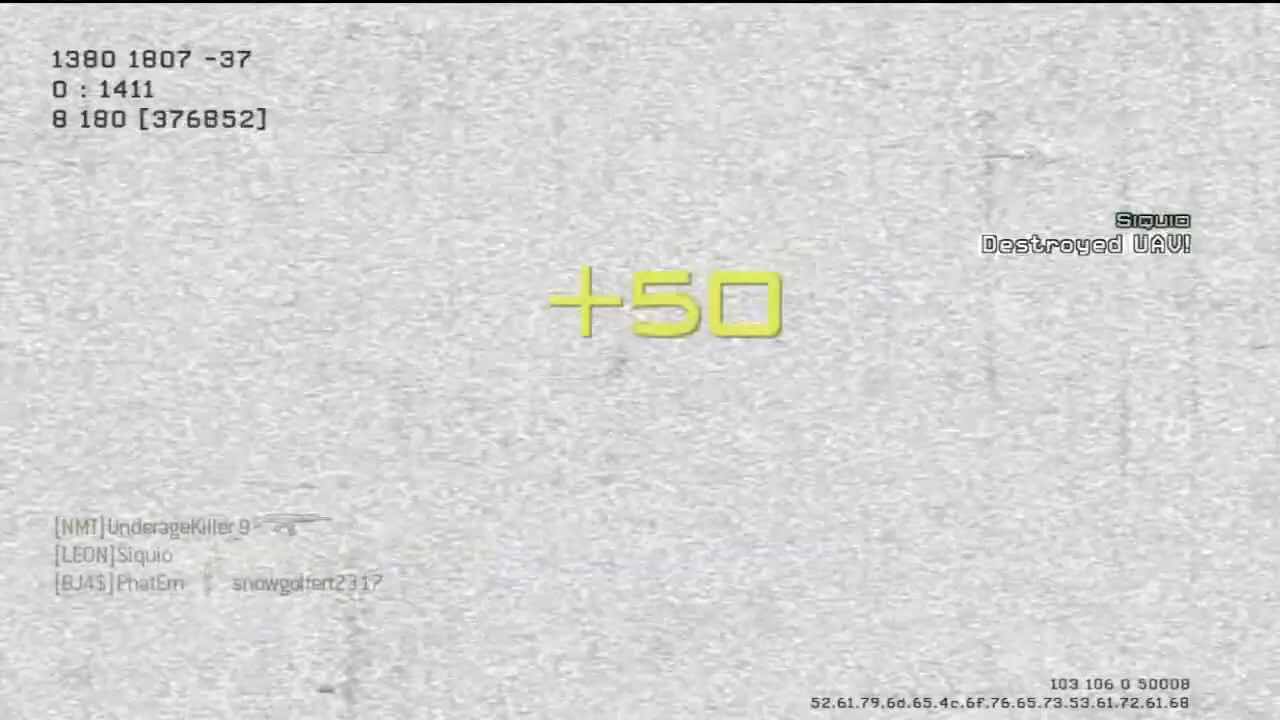 1380 1807 -37
0 : 1411
8 180 [376852]
Siquio
Destroyed UAV!
+50
[NMT]UnderageKiller 9
[LEON]Siquio
[BJ4$]PhatEm snowgolfert2317
103 106 0 50008
52.61.79.6d.65.4c.6f.76.65.73.53.61.72.61.68